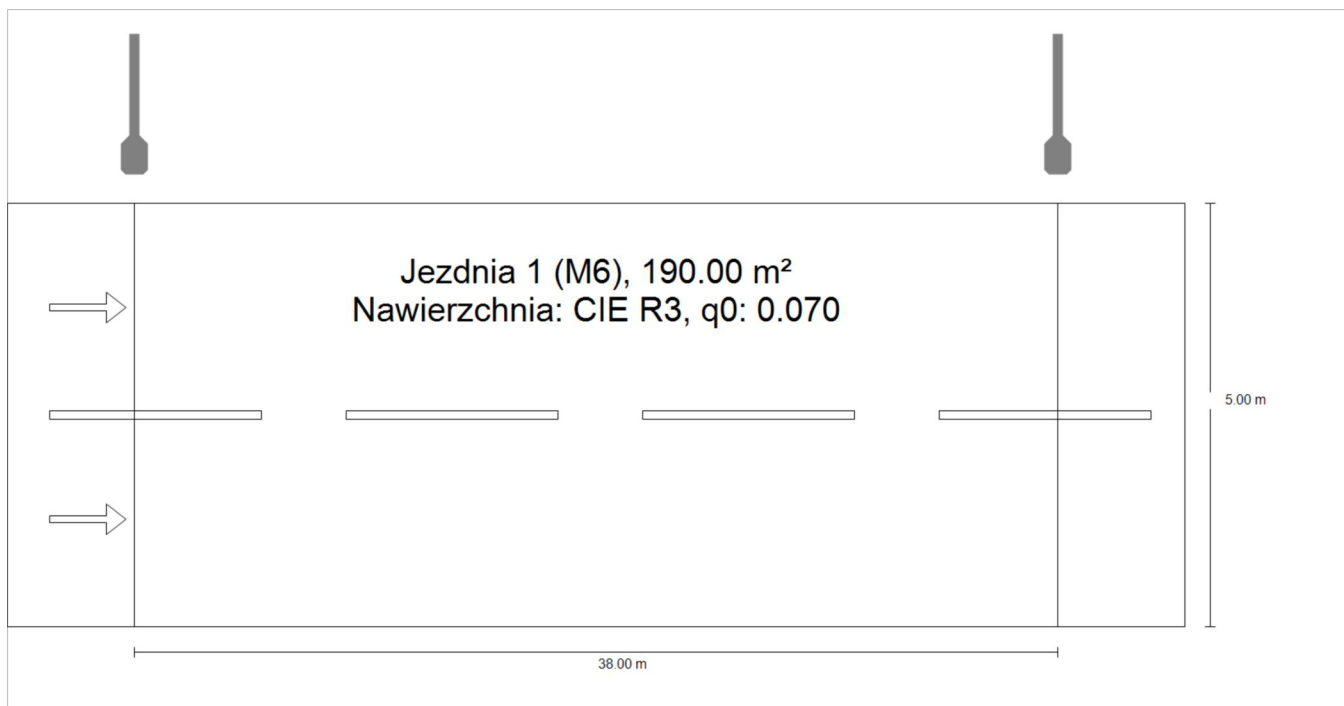 Jezdnia 1 (M6), 190.00 m²
Nawierzchnia: CIE R3, q0: 0.070
5.00 m
38.00 m